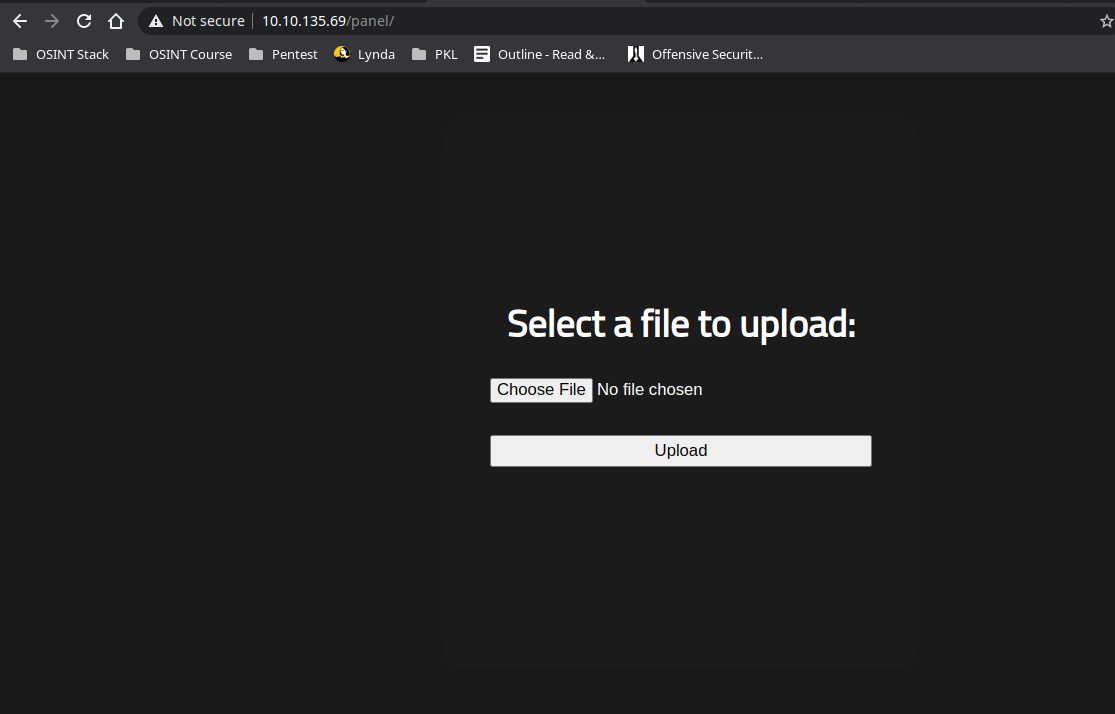 Not secure 10.10.135.69/panel/
OSINT Stack OSINT Course Pentest Lynda PKL Outline - Read &... Offensive Securit...
Select a file to upload:
Choose File No file chosen
Upload